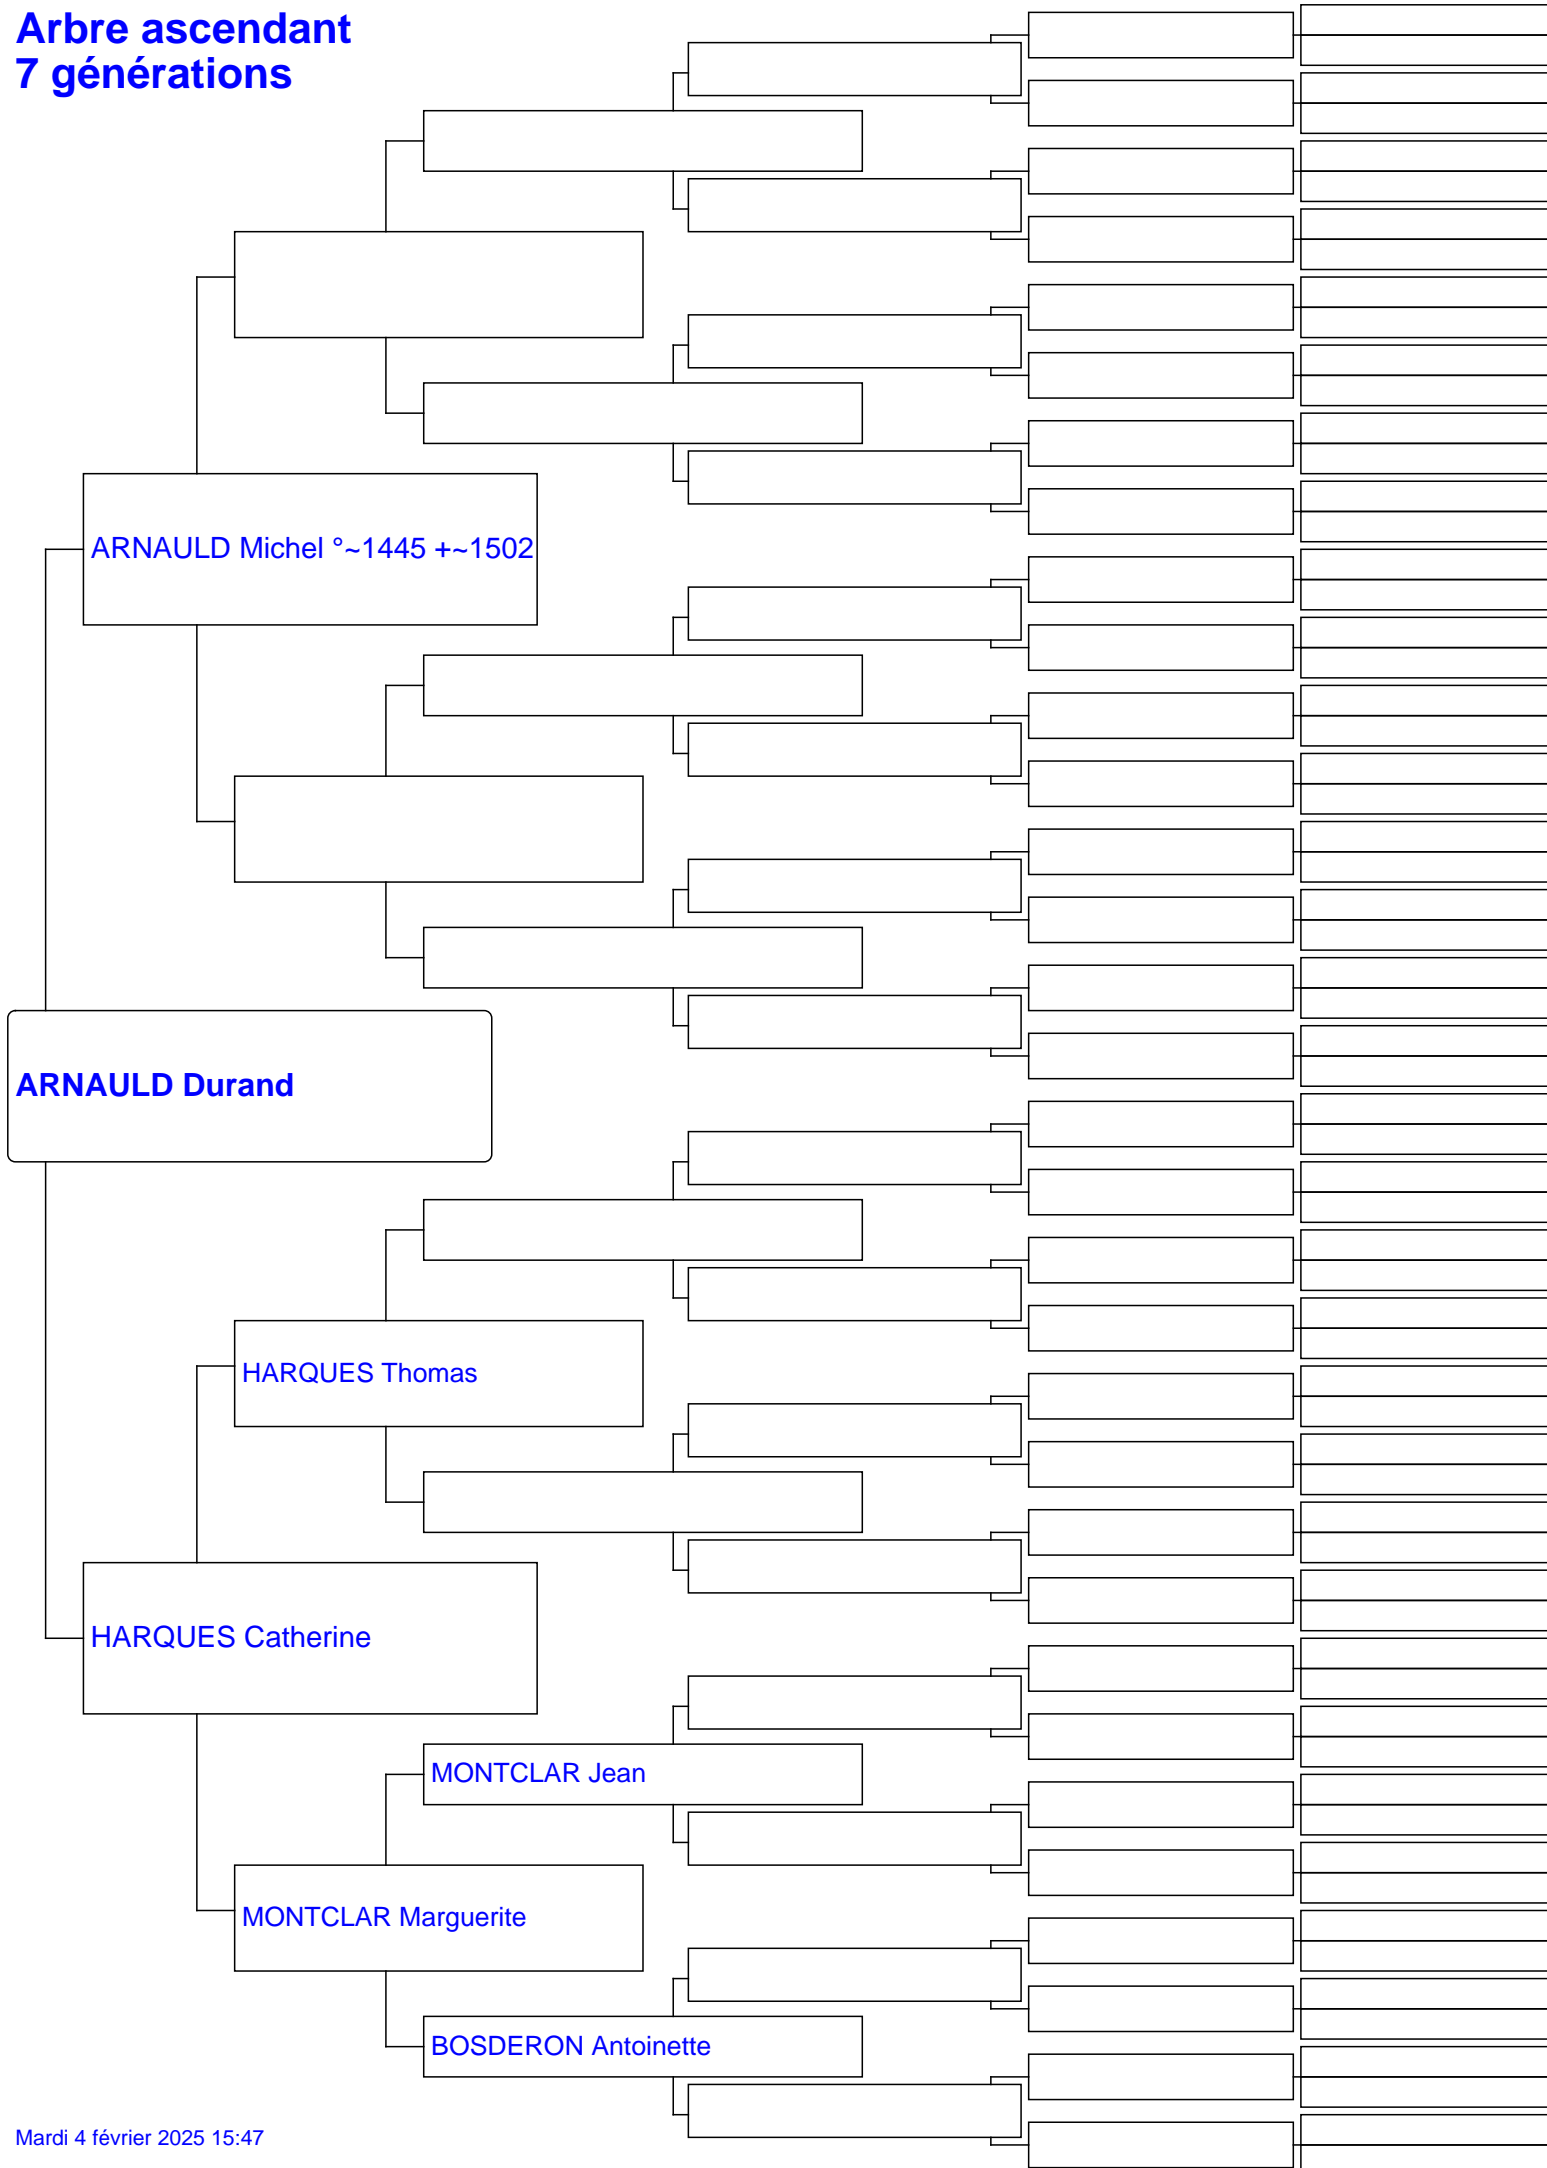 Arbre ascendant
7 générations
ARNAULD Michel °~1445 +~1502
ARNAULD Durand
HARQUES Thomas
HARQUES Catherine
MONTCLAR Jean
MONTCLAR Marguerite
BOSDERON Antoinette
Mardi 4 février 2025 15:47